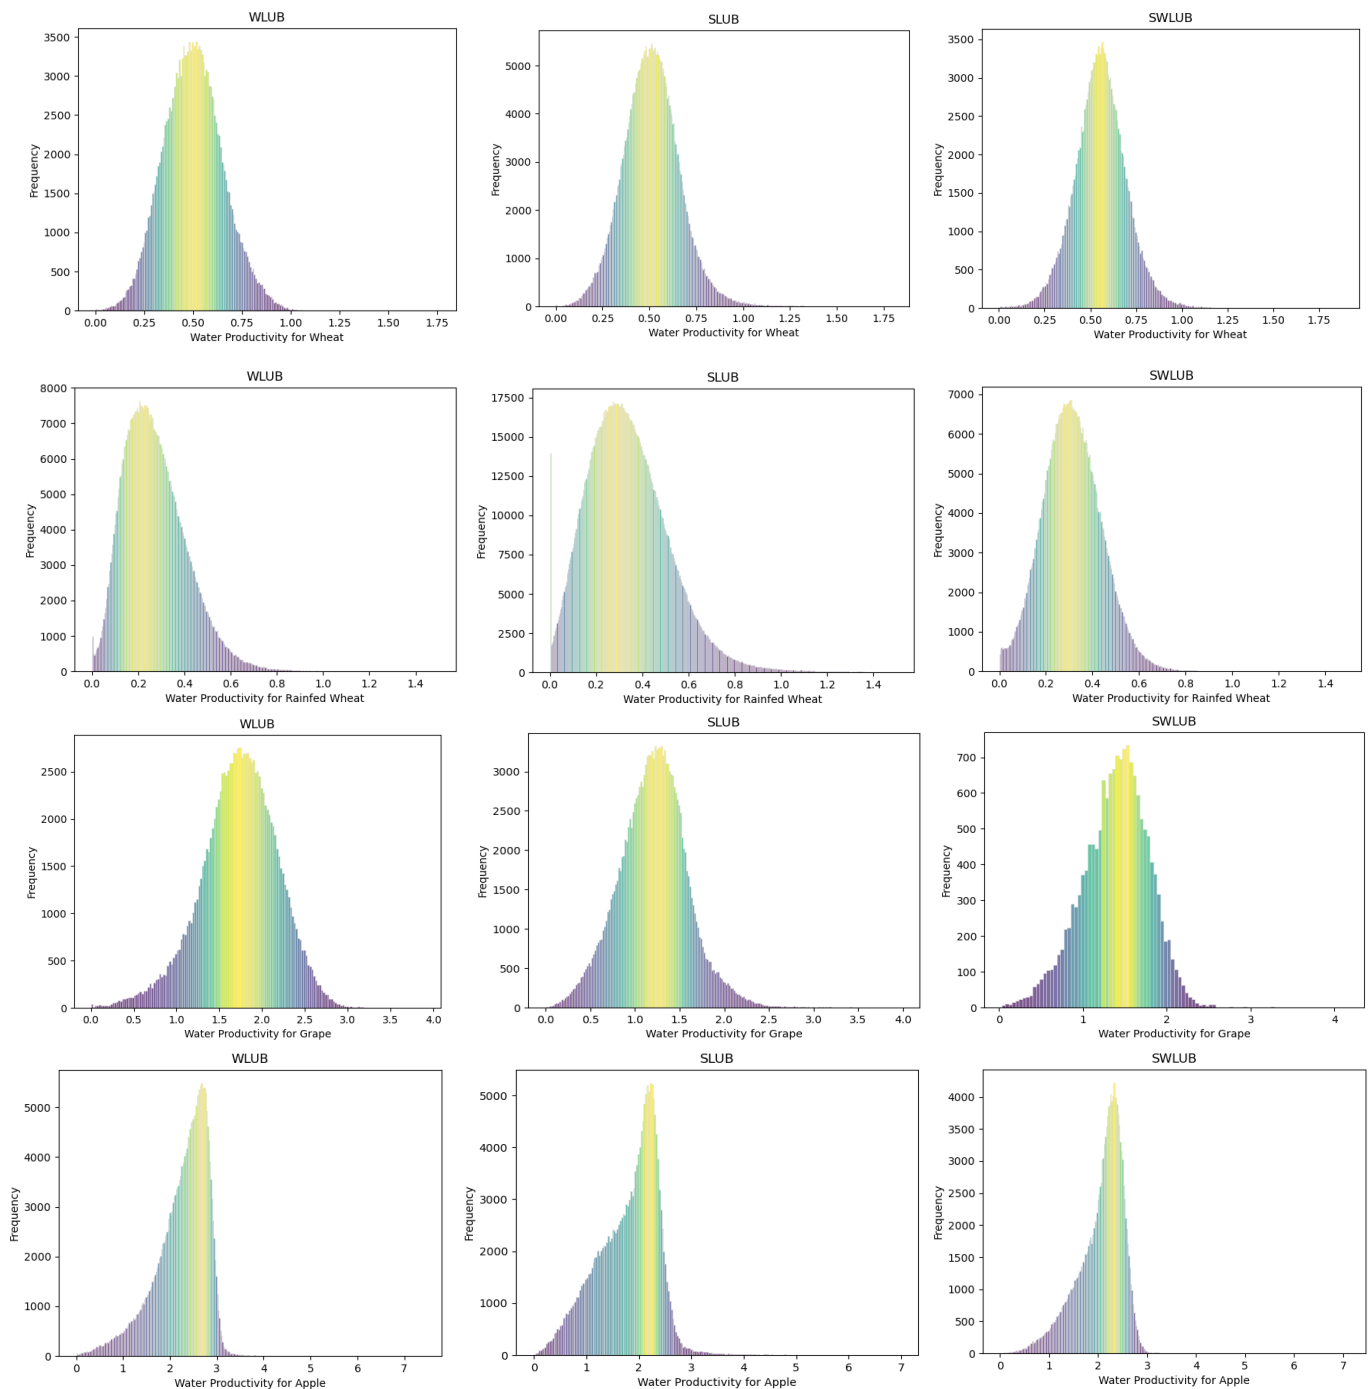 WLUB
3500
3000
2500
2000
1500
1000
500
0
Frequency
0.00 0.25 0.50 0.75 1.00 1.25 1.50 1.75
Water Productivity for Wheat
SLUB
5000
4000
3000
2000
1000
0
Frequency
0.00 0.25 0.50 0.75 1.00 1.25 1.50 1.75
Water Productivity for Wheat
SWLUB
3500
3000
2500
2000
1500
1000
500
0
Frequency
0.00 0.25 0.50 0.75 1.00 1.25 1.50 1.75
Water Productivity for Wheat
WLUB
8000
7000
6000
5000
4000
3000
2000
1000
0
Frequency
0.0 0.2 0.4 0.6 0.8 1.0 1.2 1.4
Water Productivity for Rainfed Wheat
SLUB
17500
15000
12500
10000
7500
5000
2500
0
Frequency
0.0 0.2 0.4 0.6 0.8 1.0 1.2 1.4
Water Productivity for Rainfed Wheat
SWLUB
7000
6000
5000
4000
3000
2000
1000
0
Frequency
0.0 0.2 0.4 0.6 0.8 1.0 1.2 1.4
Water Productivity for Rainfed Wheat
WLUB
2500
2000
1500
1000
500
0
Frequency
0.0 0.5 1.0 1.5 2.0 2.5 3.0 3.5 4.0
Water Productivity for Grape
SLUB
3000
2500
2000
1500
1000
500
0
Frequency
0.0 0.5 1.0 1.5 2.0 2.5 3.0 3.5 4.0
Water Productivity for Grape
SWLUB
700
600
500
400
300
200
100
0
Frequency
0 1 2 3 4
Water Productivity for Grape
WLUB
5000
4000
3000
2000
1000
0
Frequency
0 1 2 3 4 5 6 7
Water Productivity for Apple
SLUB
5000
4000
3000
2000
1000
0
Frequency
0 1 2 3 4 5 6 7
Water Productivity for Apple
SWLUB
4000
3500
3000
2500
2000
1500
1000
500
0
Frequency
0 1 2 3 4 5 6 7
Water Productivity for Apple